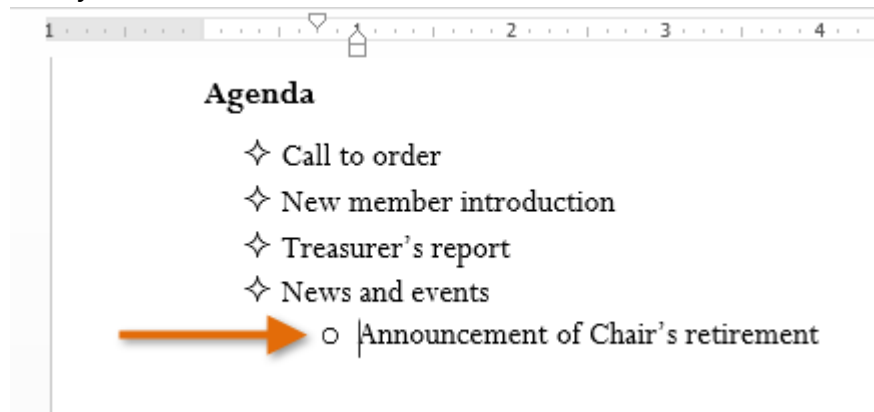 1 1 2 3 4
Agenda
✧ Call to order
✧ New member introduction
✧ Treasurer's report
✧ News and events
○ Announcement of Chair's retirement